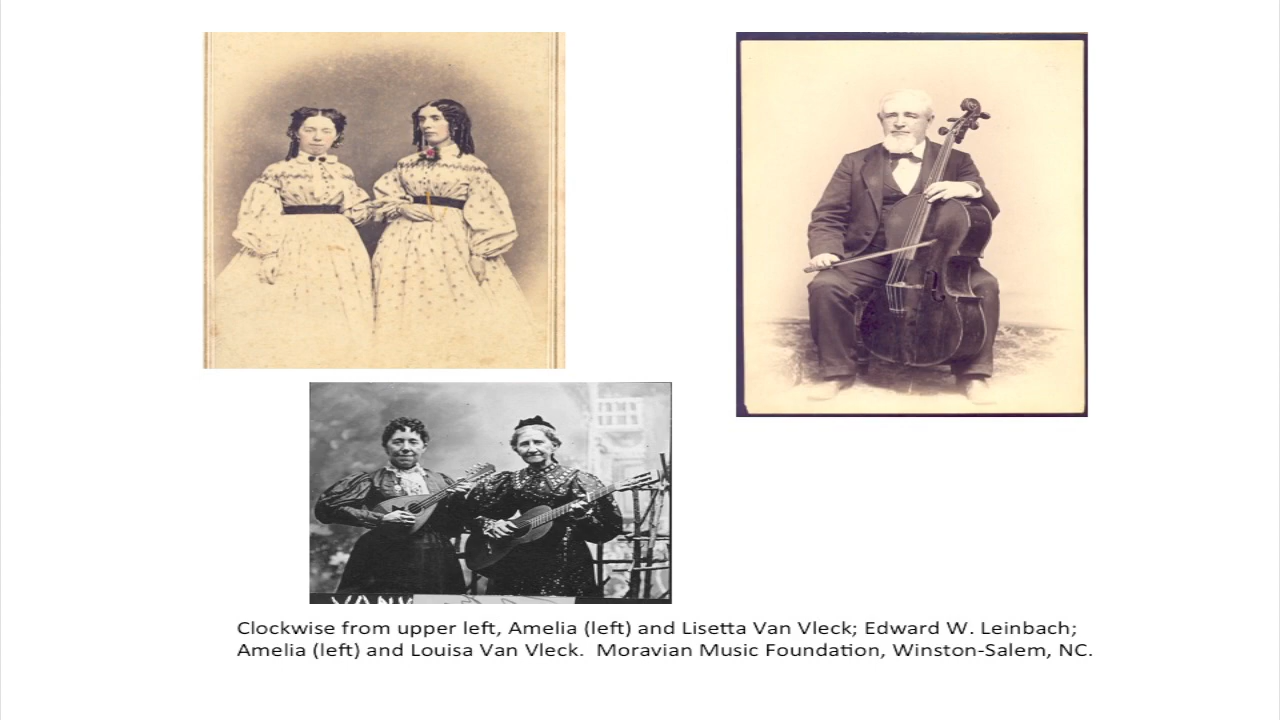 VANV
Clockwise from upper left, Amelia (left) and Lisetta Van Vleck; Edward W. Leinbach;
Amelia (left) and Louisa Van Vleck.  Moravian Music Foundation, Winston-Salem, NC.